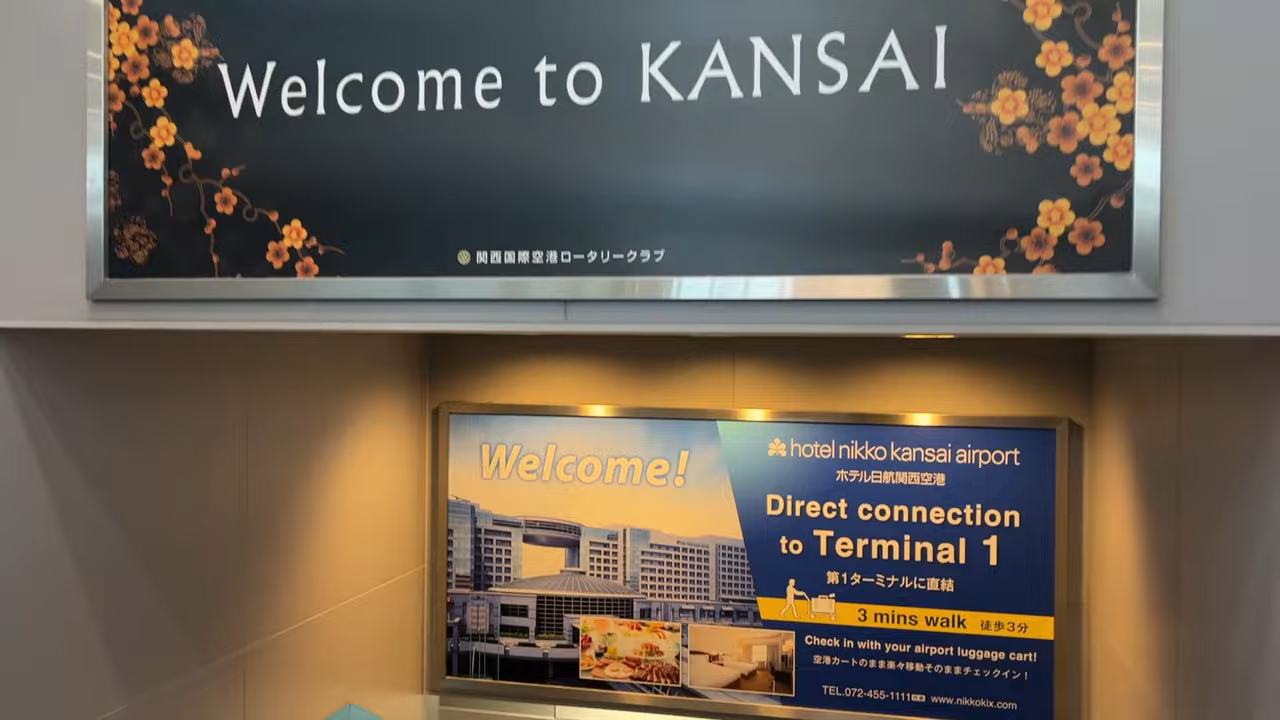 Welcome to KANSAI
関西国際空港ロータリークラブ
Welcome!
hotel nikko kansai airport
ホテル日航関西空港
Direct connection
to Terminal 1
第1ターミナルに直結
3 mins walk 徒歩3分
Check in with your airport luggage cart!
空港カートのまま楽々移動そのままチェックイン！
TEL.072-455-1111 www.nikkokix.com